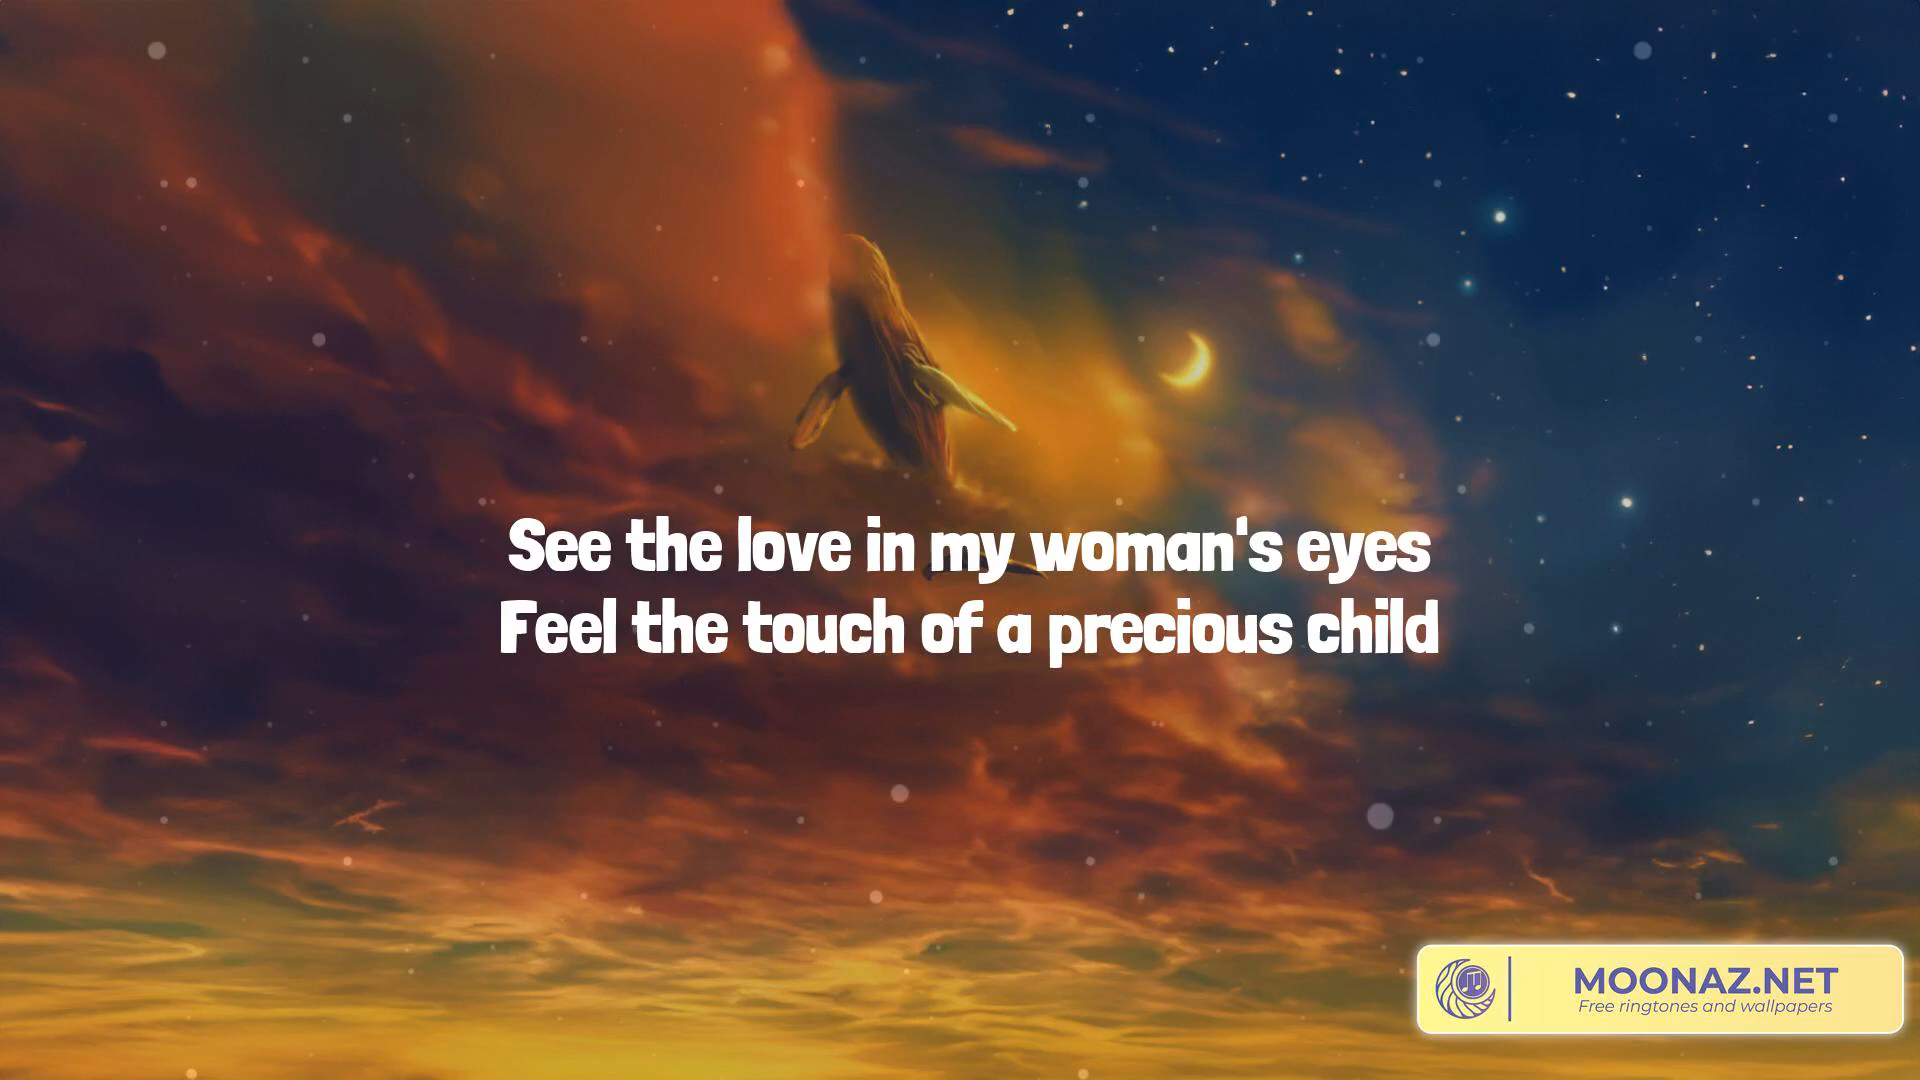 See the love in my woman's eyes
Feel the touch of a precious child
MOONAZ.NET
Free ringtones and wallpapers